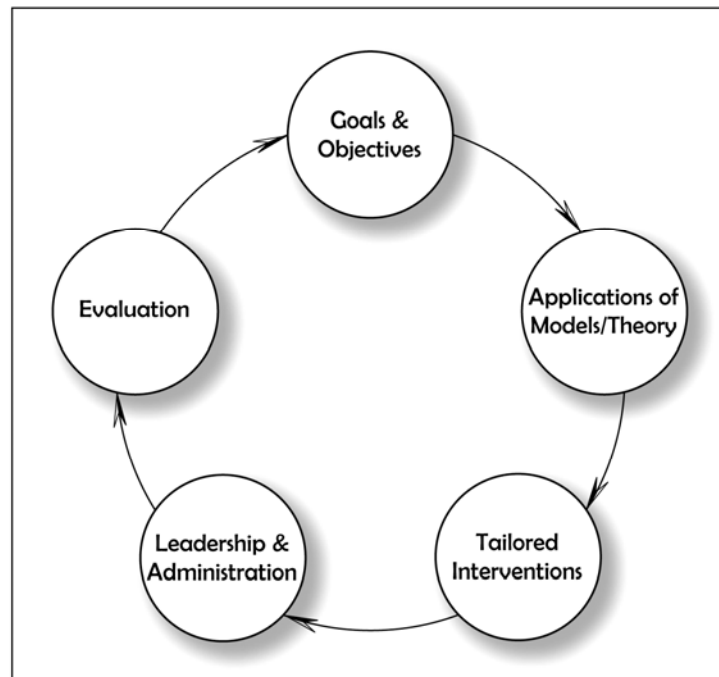 Goals &
Objectives
Applications of
Models/Theory
Tailored
Interventions
Leadership &
Administration
Evaluation